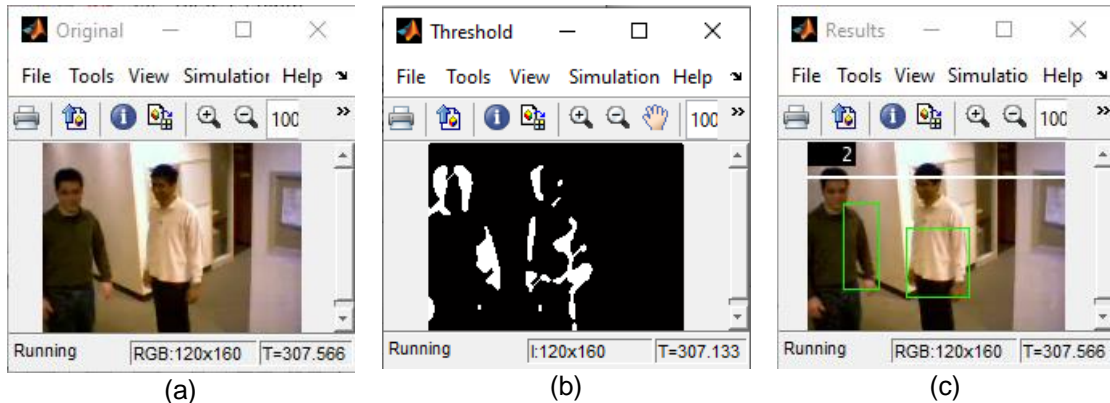 Original
File Tools View Simulatior Help
100
Running RGB:120x160 T=307.566
(a)
Threshold
File Tools View Simulation Help
100
Running I:120x160 T=307.133
(b)
Results
File Tools View Simulatio Help
100
2
Running RGB:120x160 T=307.566
(c)